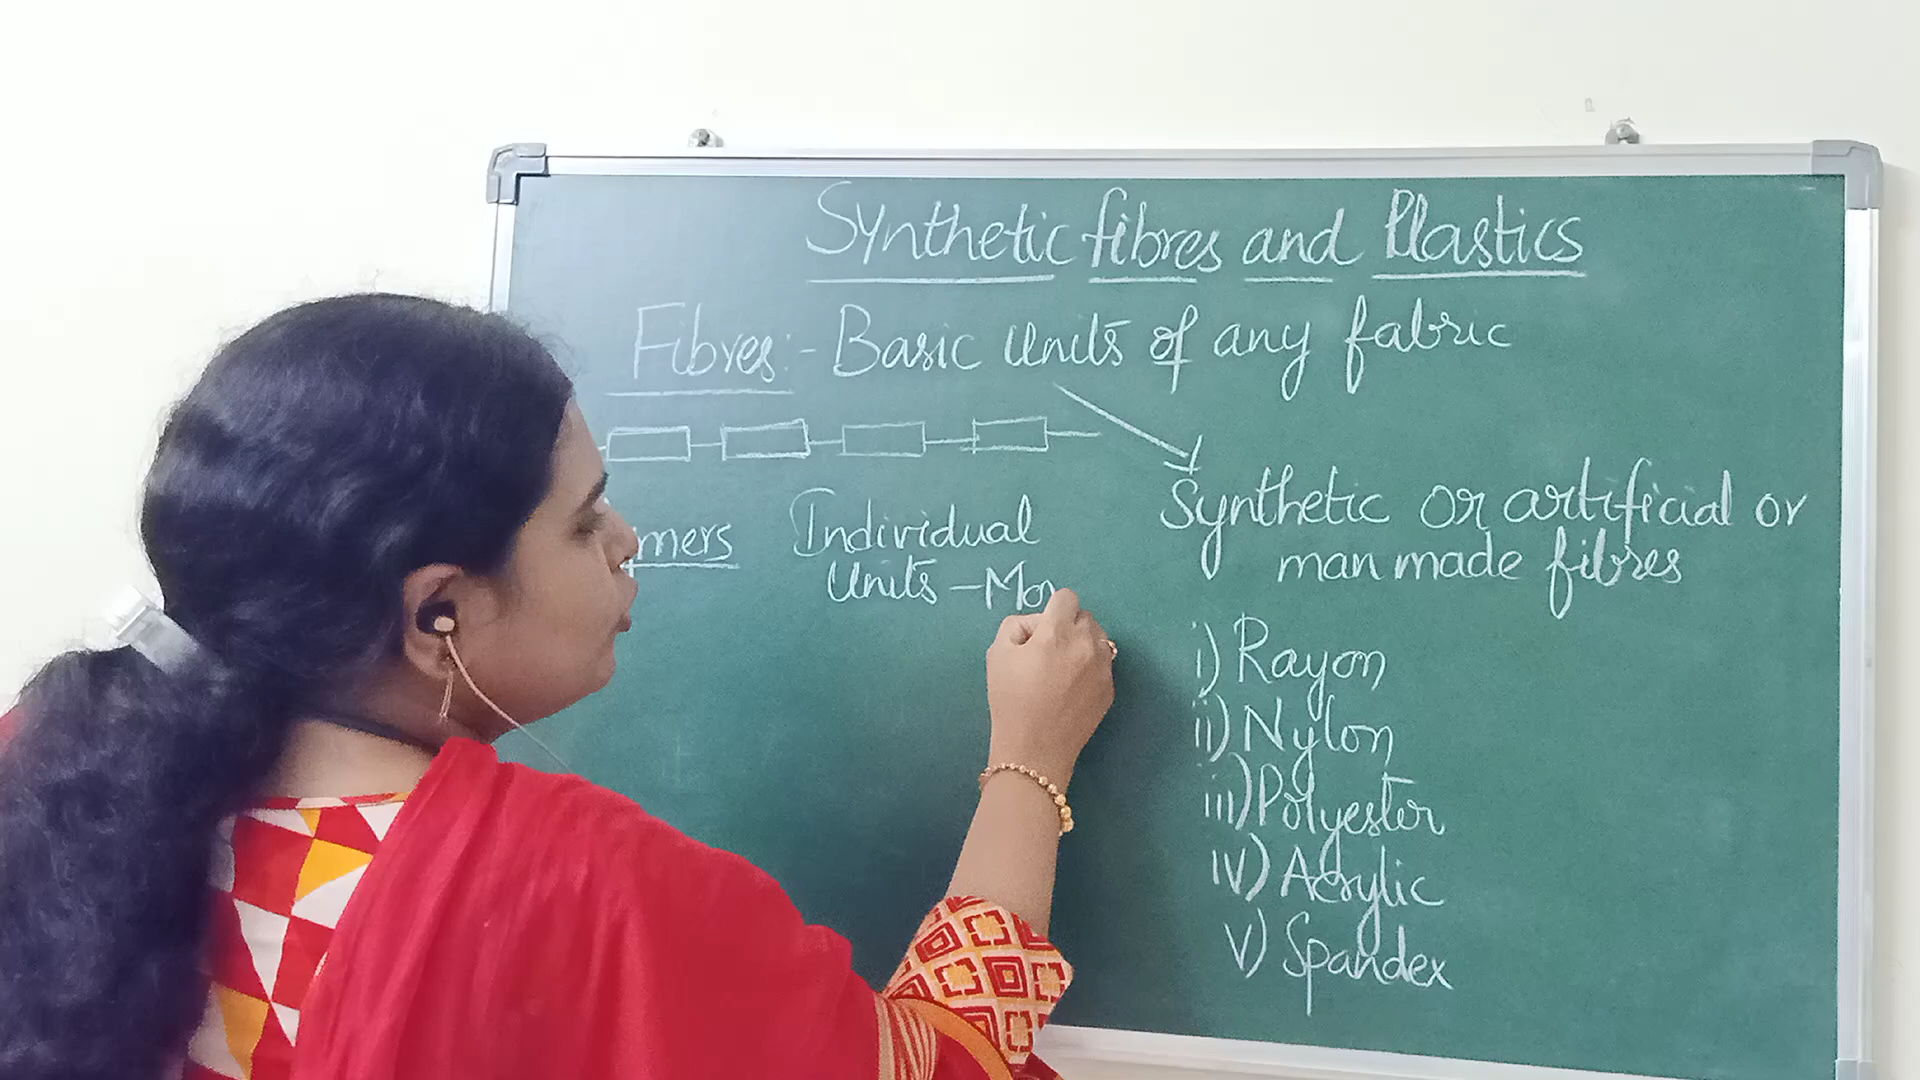 Synthetic fibres and Plastics
Fibres:- Basic Units of any fabric
mers
Individual
Units - Mon
Synthetic or artificial or
man made fibres
i) Rayon
ii) Nylon
iii) Polyester
iv) Acrylic
v) Spandex